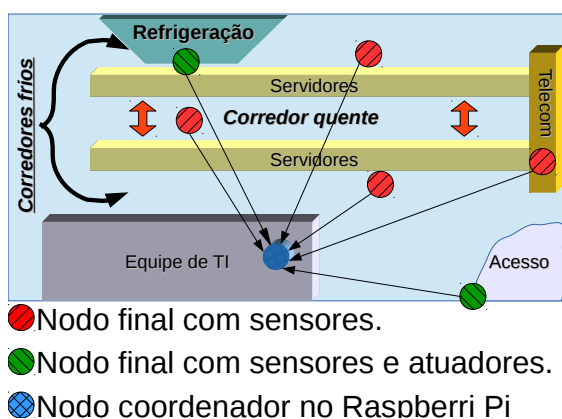 Refrigeração
Servidores
Corredores frios
Corredor quente
Telecom
Servidores
Equipe de TI
Acesso
Nodo final com sensores.
Nodo final com sensores e atuadores.
Nodo coordenador no Raspberri Pi